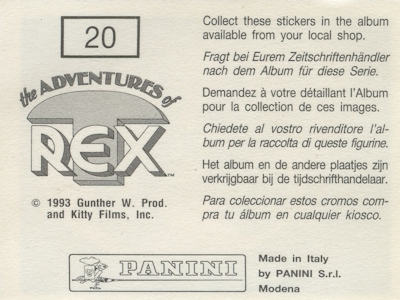 20
the ADVENTURES of
T
REX™
© 1993 Gunther W. Prod.
and Kitty Films, Inc.
Collect these stickers in the album
available from your local shop.
Fragt bei Eurem Zeitschriftenhändler
nach dem Album für diese Serie.
Demandez à votre détaillant l'Album
pour la collection de ces images.
Chiedete al vostro rivenditore l'al-
bum per la raccolta di queste figurine.
Het album en de andere plaatjes zijn
verkrijgbaar bij de tijdschrifthandelaar.
Para coleccionar estos cromos com-
pra tu álbum en cualquier kiosco.
PANINI
Made in Italy
by PANINI S.r.l.
Modena